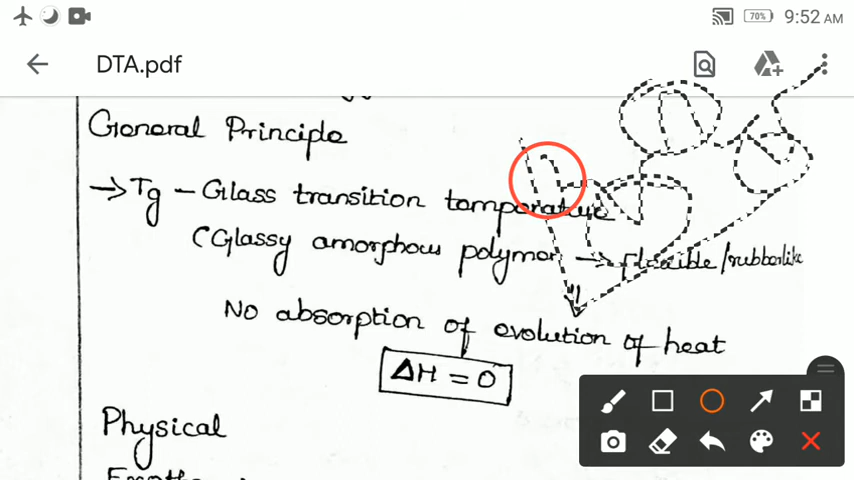 70%
9:52 AM
DTA.pdf
General Principle
→ Tg – Glass transition temperature
(Glassy amorphous polymer → flexible/rubberlike
No absorption of evolution of heat
ΔH = 0
Physical